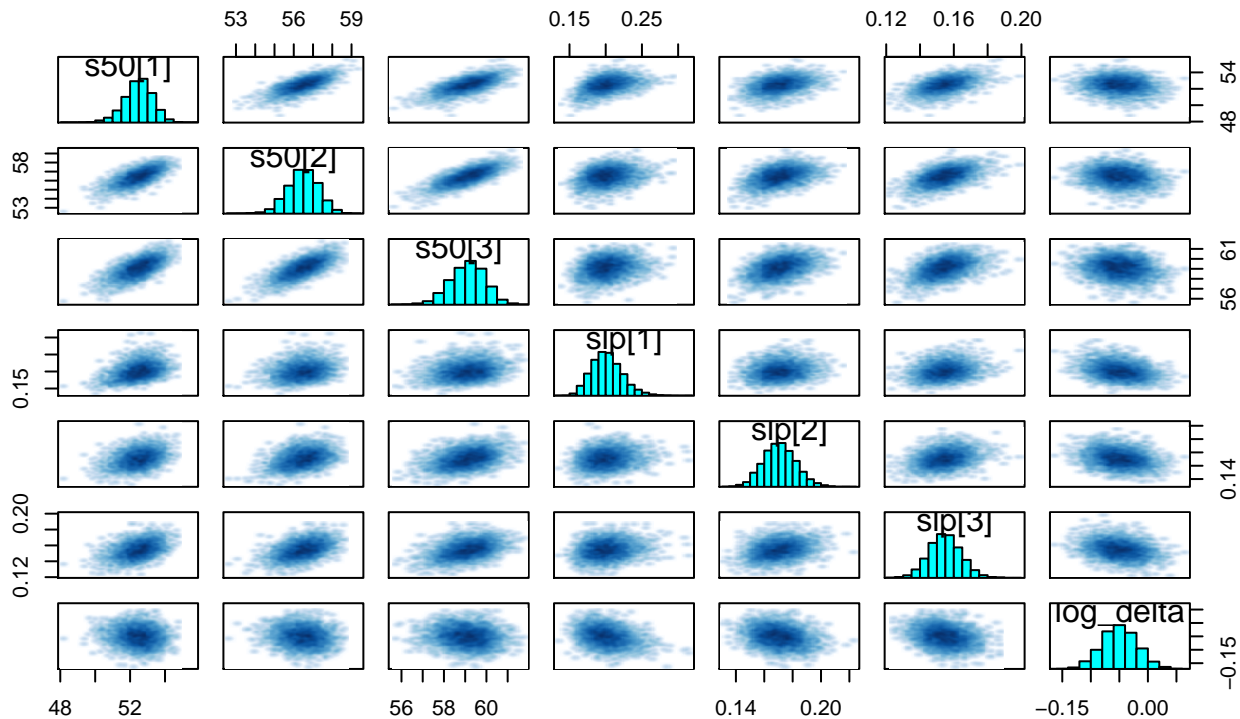 53 56 59 0.15 0.25 0.12 0.16 0.20
s50[1]
48 54
s50[2]
53 58
s50[3]
56 61
slp[1]
0.15
slp[2]
0.14
slp[3]
0.12 0.20
log_delta
−0.15
48 52 56 58 60 0.14 0.20 −0.15 0.00